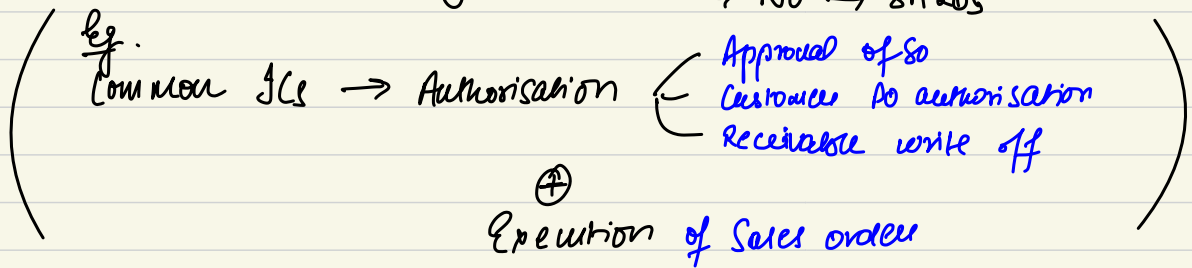 Eg.
Common ICs → Authorisation
Approval of SO
Customer PO authorisation
Receivable write off
⊕
Execution of Sales order